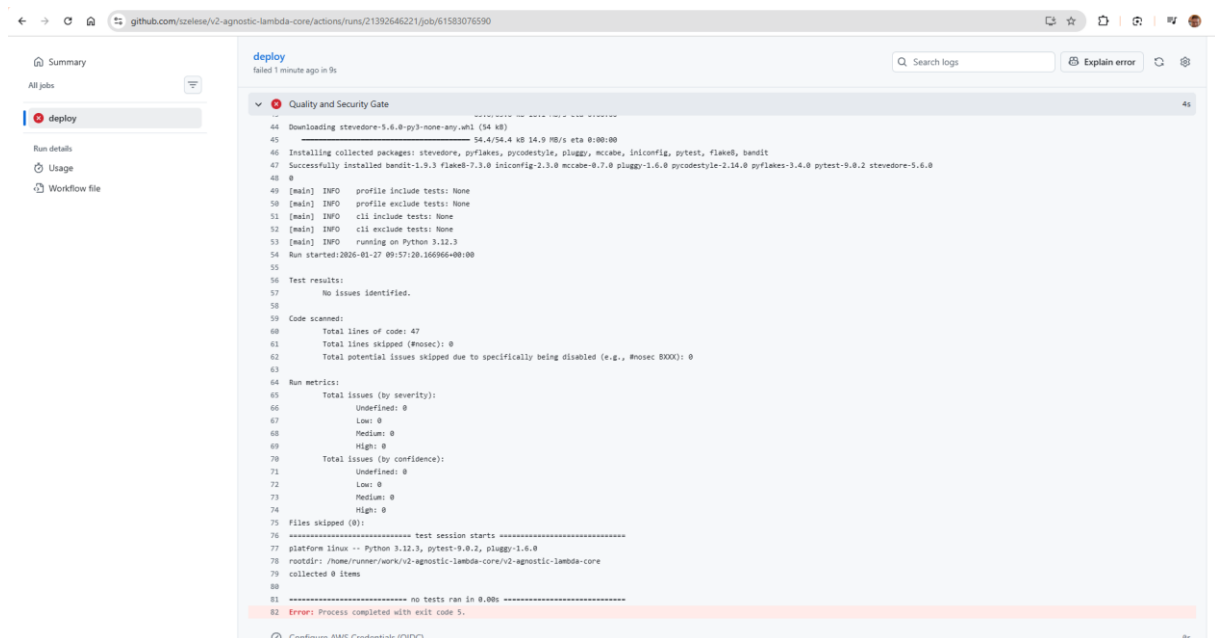 github.com/szelese/v2-agnostic-lambda-core/actions/runs/21392646221/job/61583076590
Summary
All jobs
deploy
Run details
Usage
Workflow file
deploy
failed 1 minute ago in 9s
Search logs
Explain error
Quality and Security Gate 4s
44 Downloading stevedore-5.6.0-py3-none-any.whl (54 kB)
45 54.4/54.4 kB 14.9 MB/s eta 0:00:00
46 Installing collected packages: stevedore, pyflakes, pycodestyle, pluggy, mccabe, iniconfig, pytest, flake8, bandit
47 Successfully installed bandit-1.9.3 flake8-7.3.0 iniconfig-2.3.0 mccabe-0.7.0 pluggy-1.6.0 pycodestyle-2.14.0 pyflakes-3.4.0 pytest-9.0.2 stevedore-5.6.0
48 0
49 [main] INFO profile include tests: None
50 [main] INFO profile exclude tests: None
51 [main] INFO cli include tests: None
52 [main] INFO cli exclude tests: None
53 [main] INFO running on Python 3.12.3
54 Run started:2026-01-27 09:57:20.166966+00:00
55
56 Test results:
57 No issues identified.
58
59 Code scanned:
60 Total lines of code: 47
61 Total lines skipped (#nosec): 0
62 Total potential issues skipped due to specifically being disabled (e.g., #nosec BXXX): 0
63
64 Run metrics:
65 Total issues (by severity):
66 Undefined: 0
67 Low: 0
68 Medium: 0
69 High: 0
70 Total issues (by confidence):
71 Undefined: 0
72 Low: 0
73 Medium: 0
74 High: 0
75 Files skipped (0):
76 ============================= test session starts ==============================
77 platform linux -- Python 3.12.3, pytest-9.0.2, pluggy-1.6.0
78 rootdir: /home/runner/work/v2-agnostic-lambda-core/v2-agnostic-lambda-core
79 collected 0 items
80
81 ============================ no tests ran in 0.00s =============================
82 Error: Process completed with exit code 5.
Configure AWS Credentials (OIDC) 0s